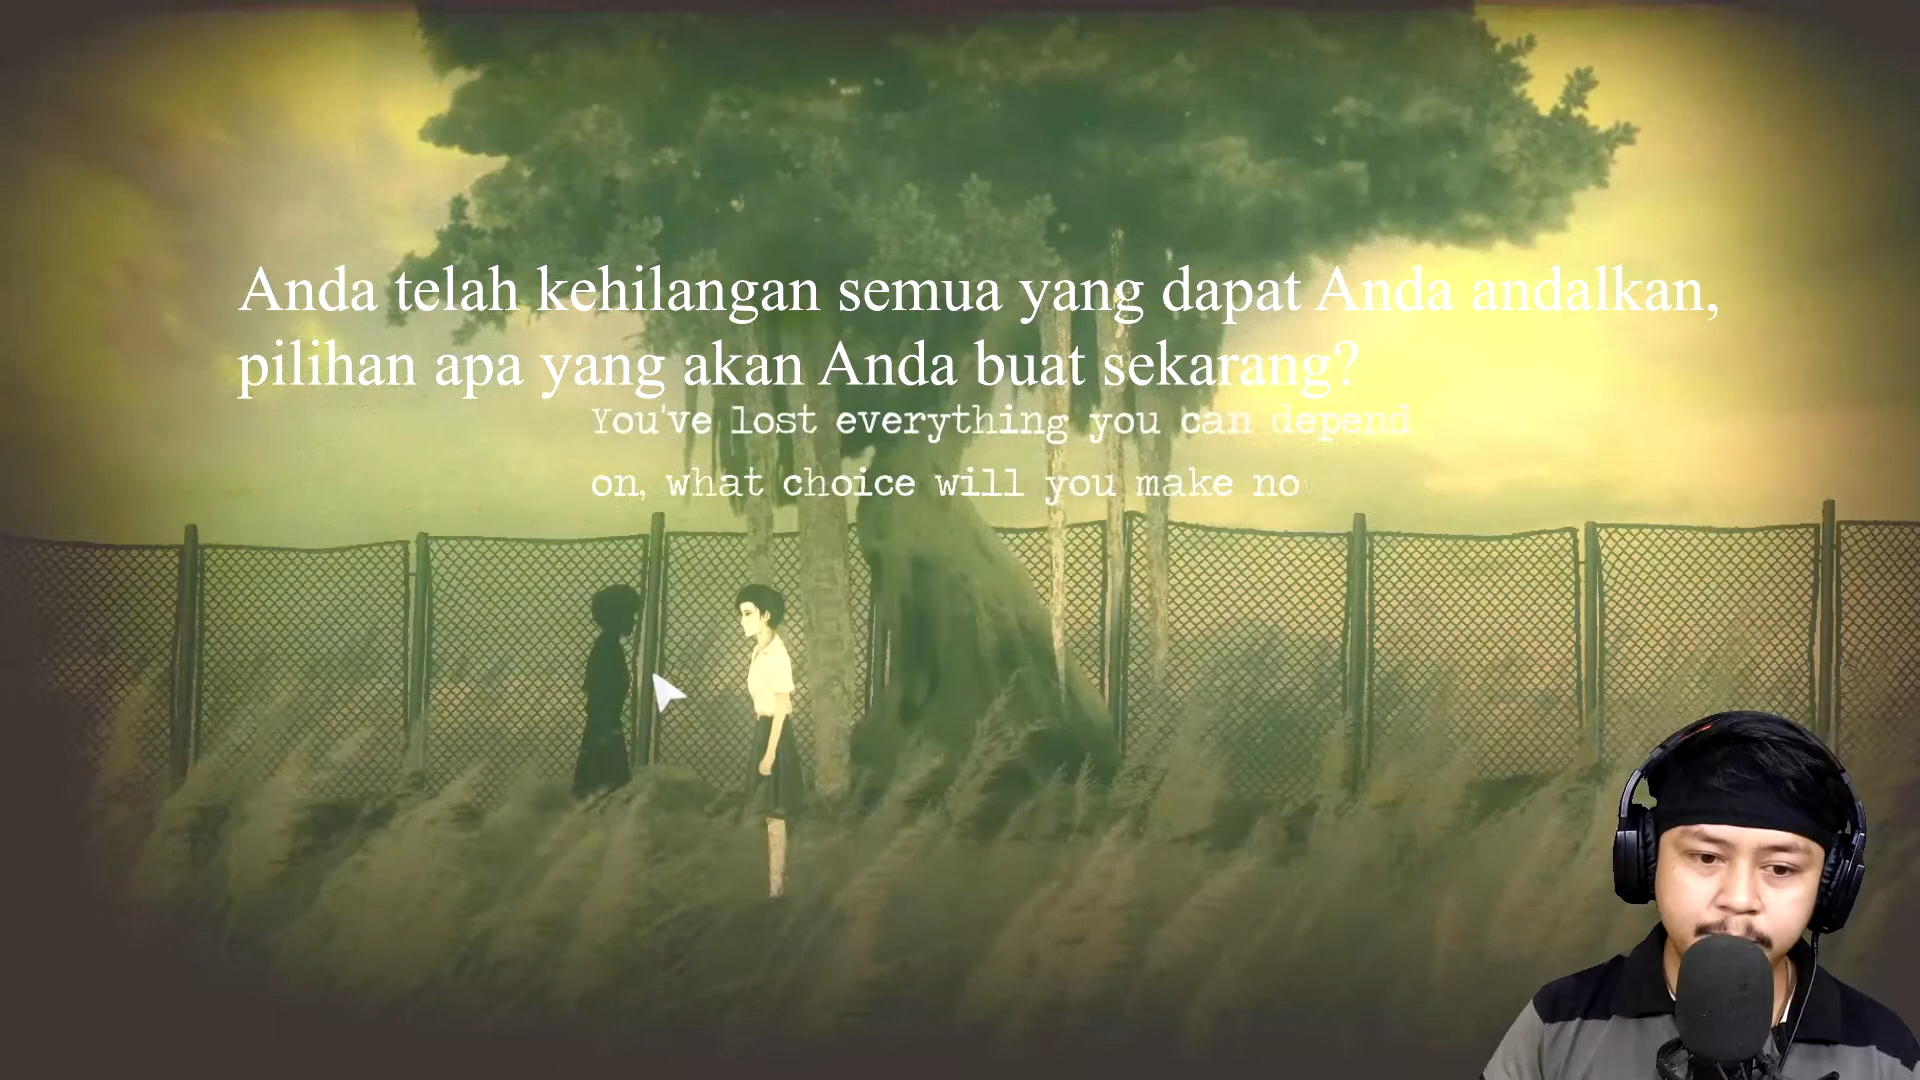 Anda telah kehilangan semua yang dapat Anda andalkan,
pilihan apa yang akan Anda buat sekarang?
You've lost everything you can depend
on, what choice will you make no